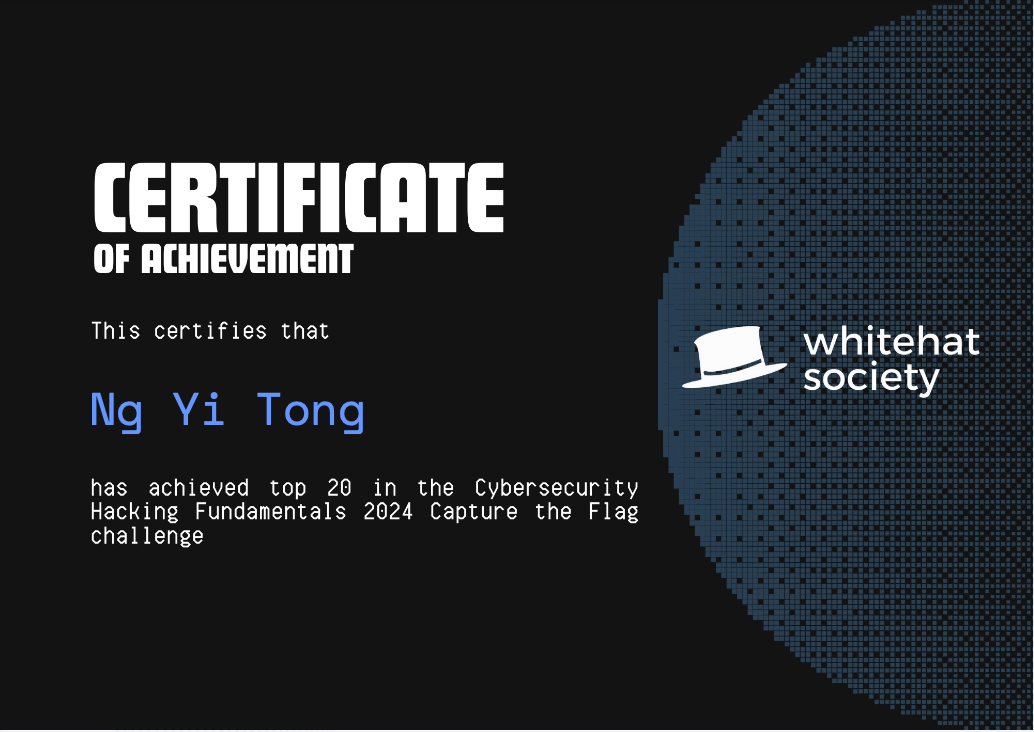 CERTIFICATE
OF ACHIEVEMENT
This certifies that
Ng Yi Tong
has achieved top 20 in the Cybersecurity
Hacking Fundamentals 2024 Capture the Flag
challenge
whitehat
society